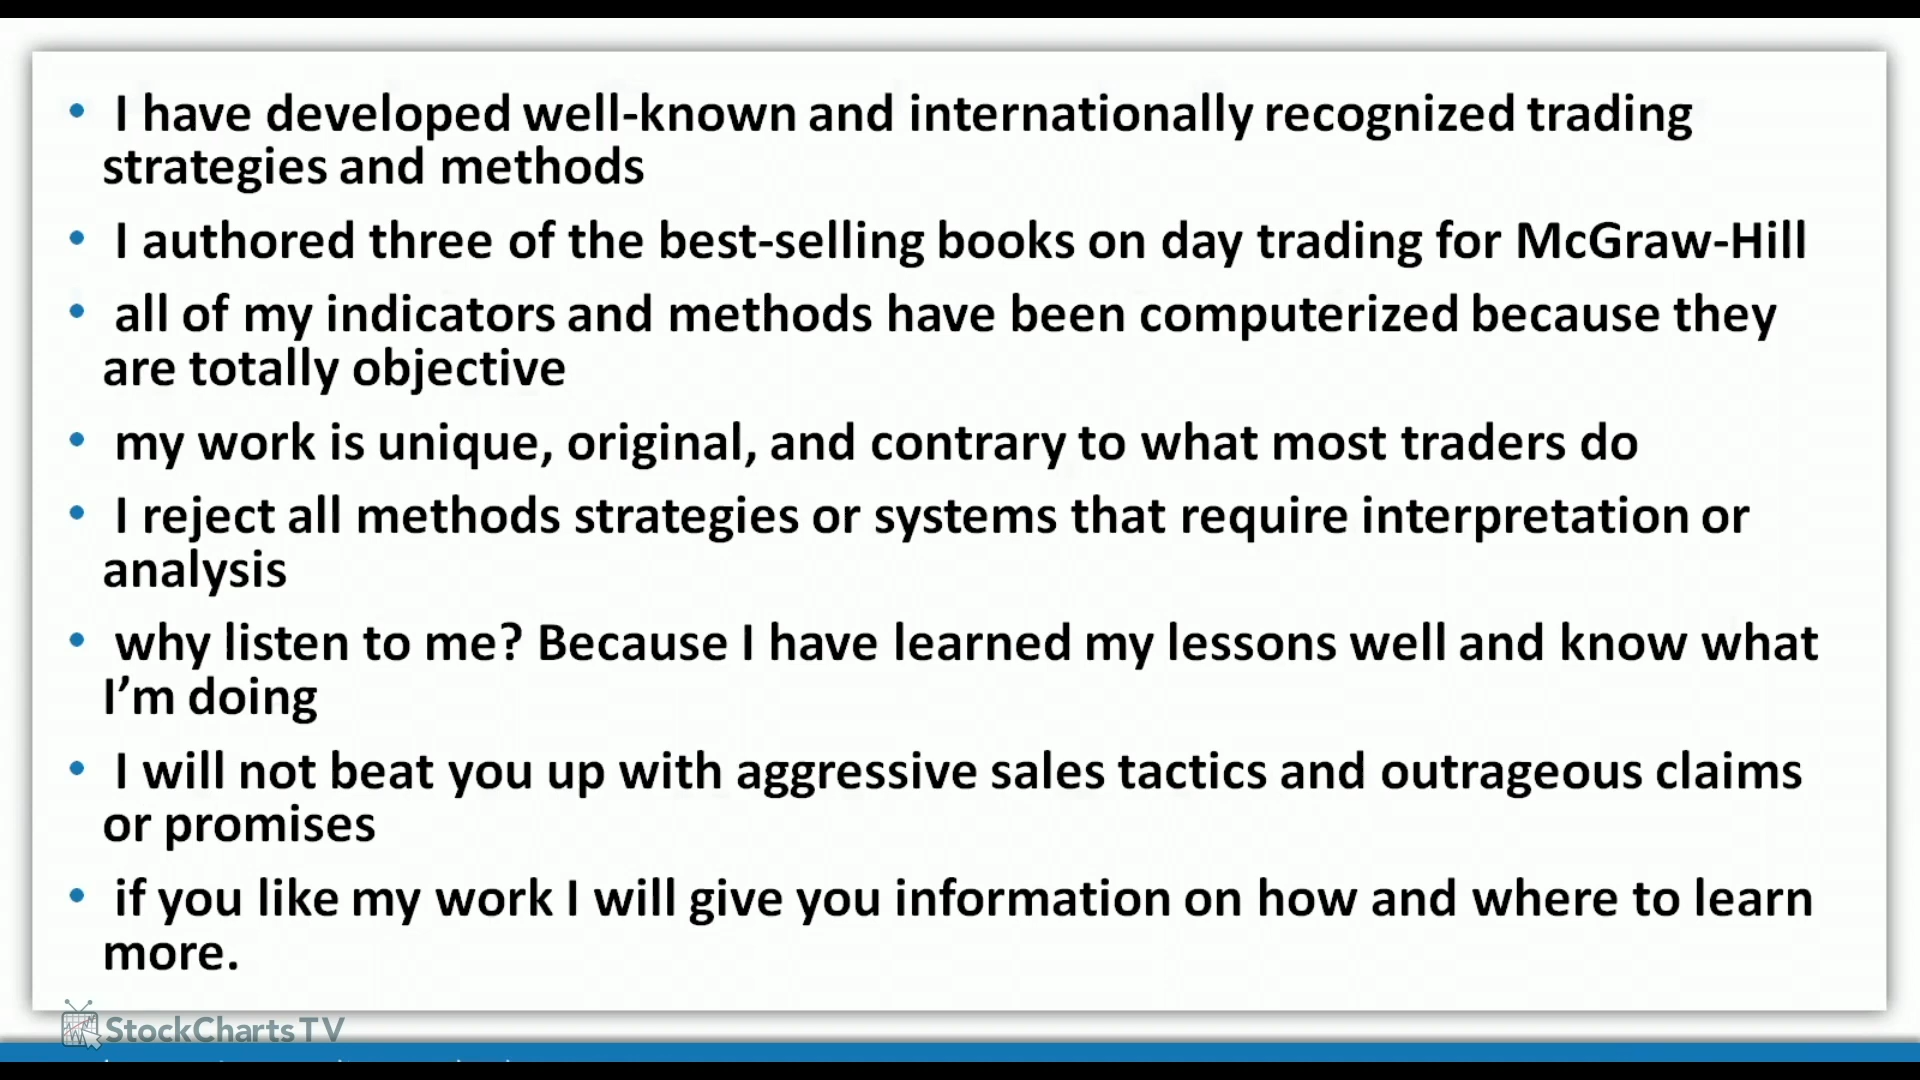 • I have developed well-known and internationally recognized trading
strategies and methods
• I authored three of the best-selling books on day trading for McGraw-Hill
• all of my indicators and methods have been computerized because they
are totally objective
• my work is unique, original, and contrary to what most traders do
• I reject all methods strategies or systems that require interpretation or
analysis
• why listen to me? Because I have learned my lessons well and know what
I’m doing
• I will not beat you up with aggressive sales tactics and outrageous claims
or promises
• if you like my work I will give you information on how and where to learn
more.
StockCharts TV